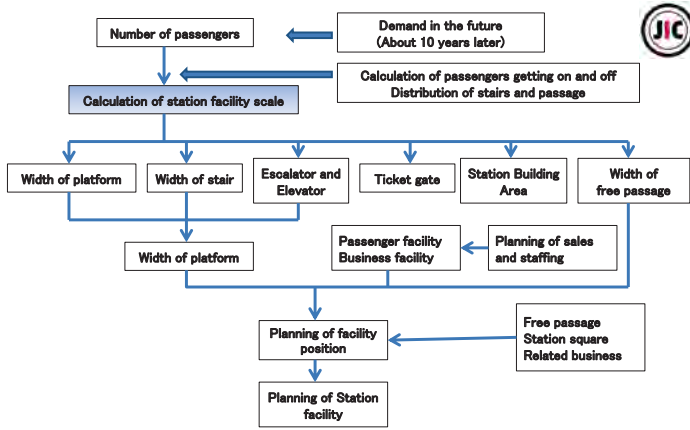 JIC
Number of passengers
Demand in the future
(About 10 years later)
Calculation of passengers getting on and off
Distribution of stairs and passage
Calculation of station facility scale
Width of platform
Width of stair
Escalator and
Elevator
Ticket gate
Station Building
Area
Width of
free passage
Width of platform
Passenger facility
Business facility
Planning of sales
and staffing
Free passage
Station square
Related business
Planning of facility
position
Planning of Station
facility